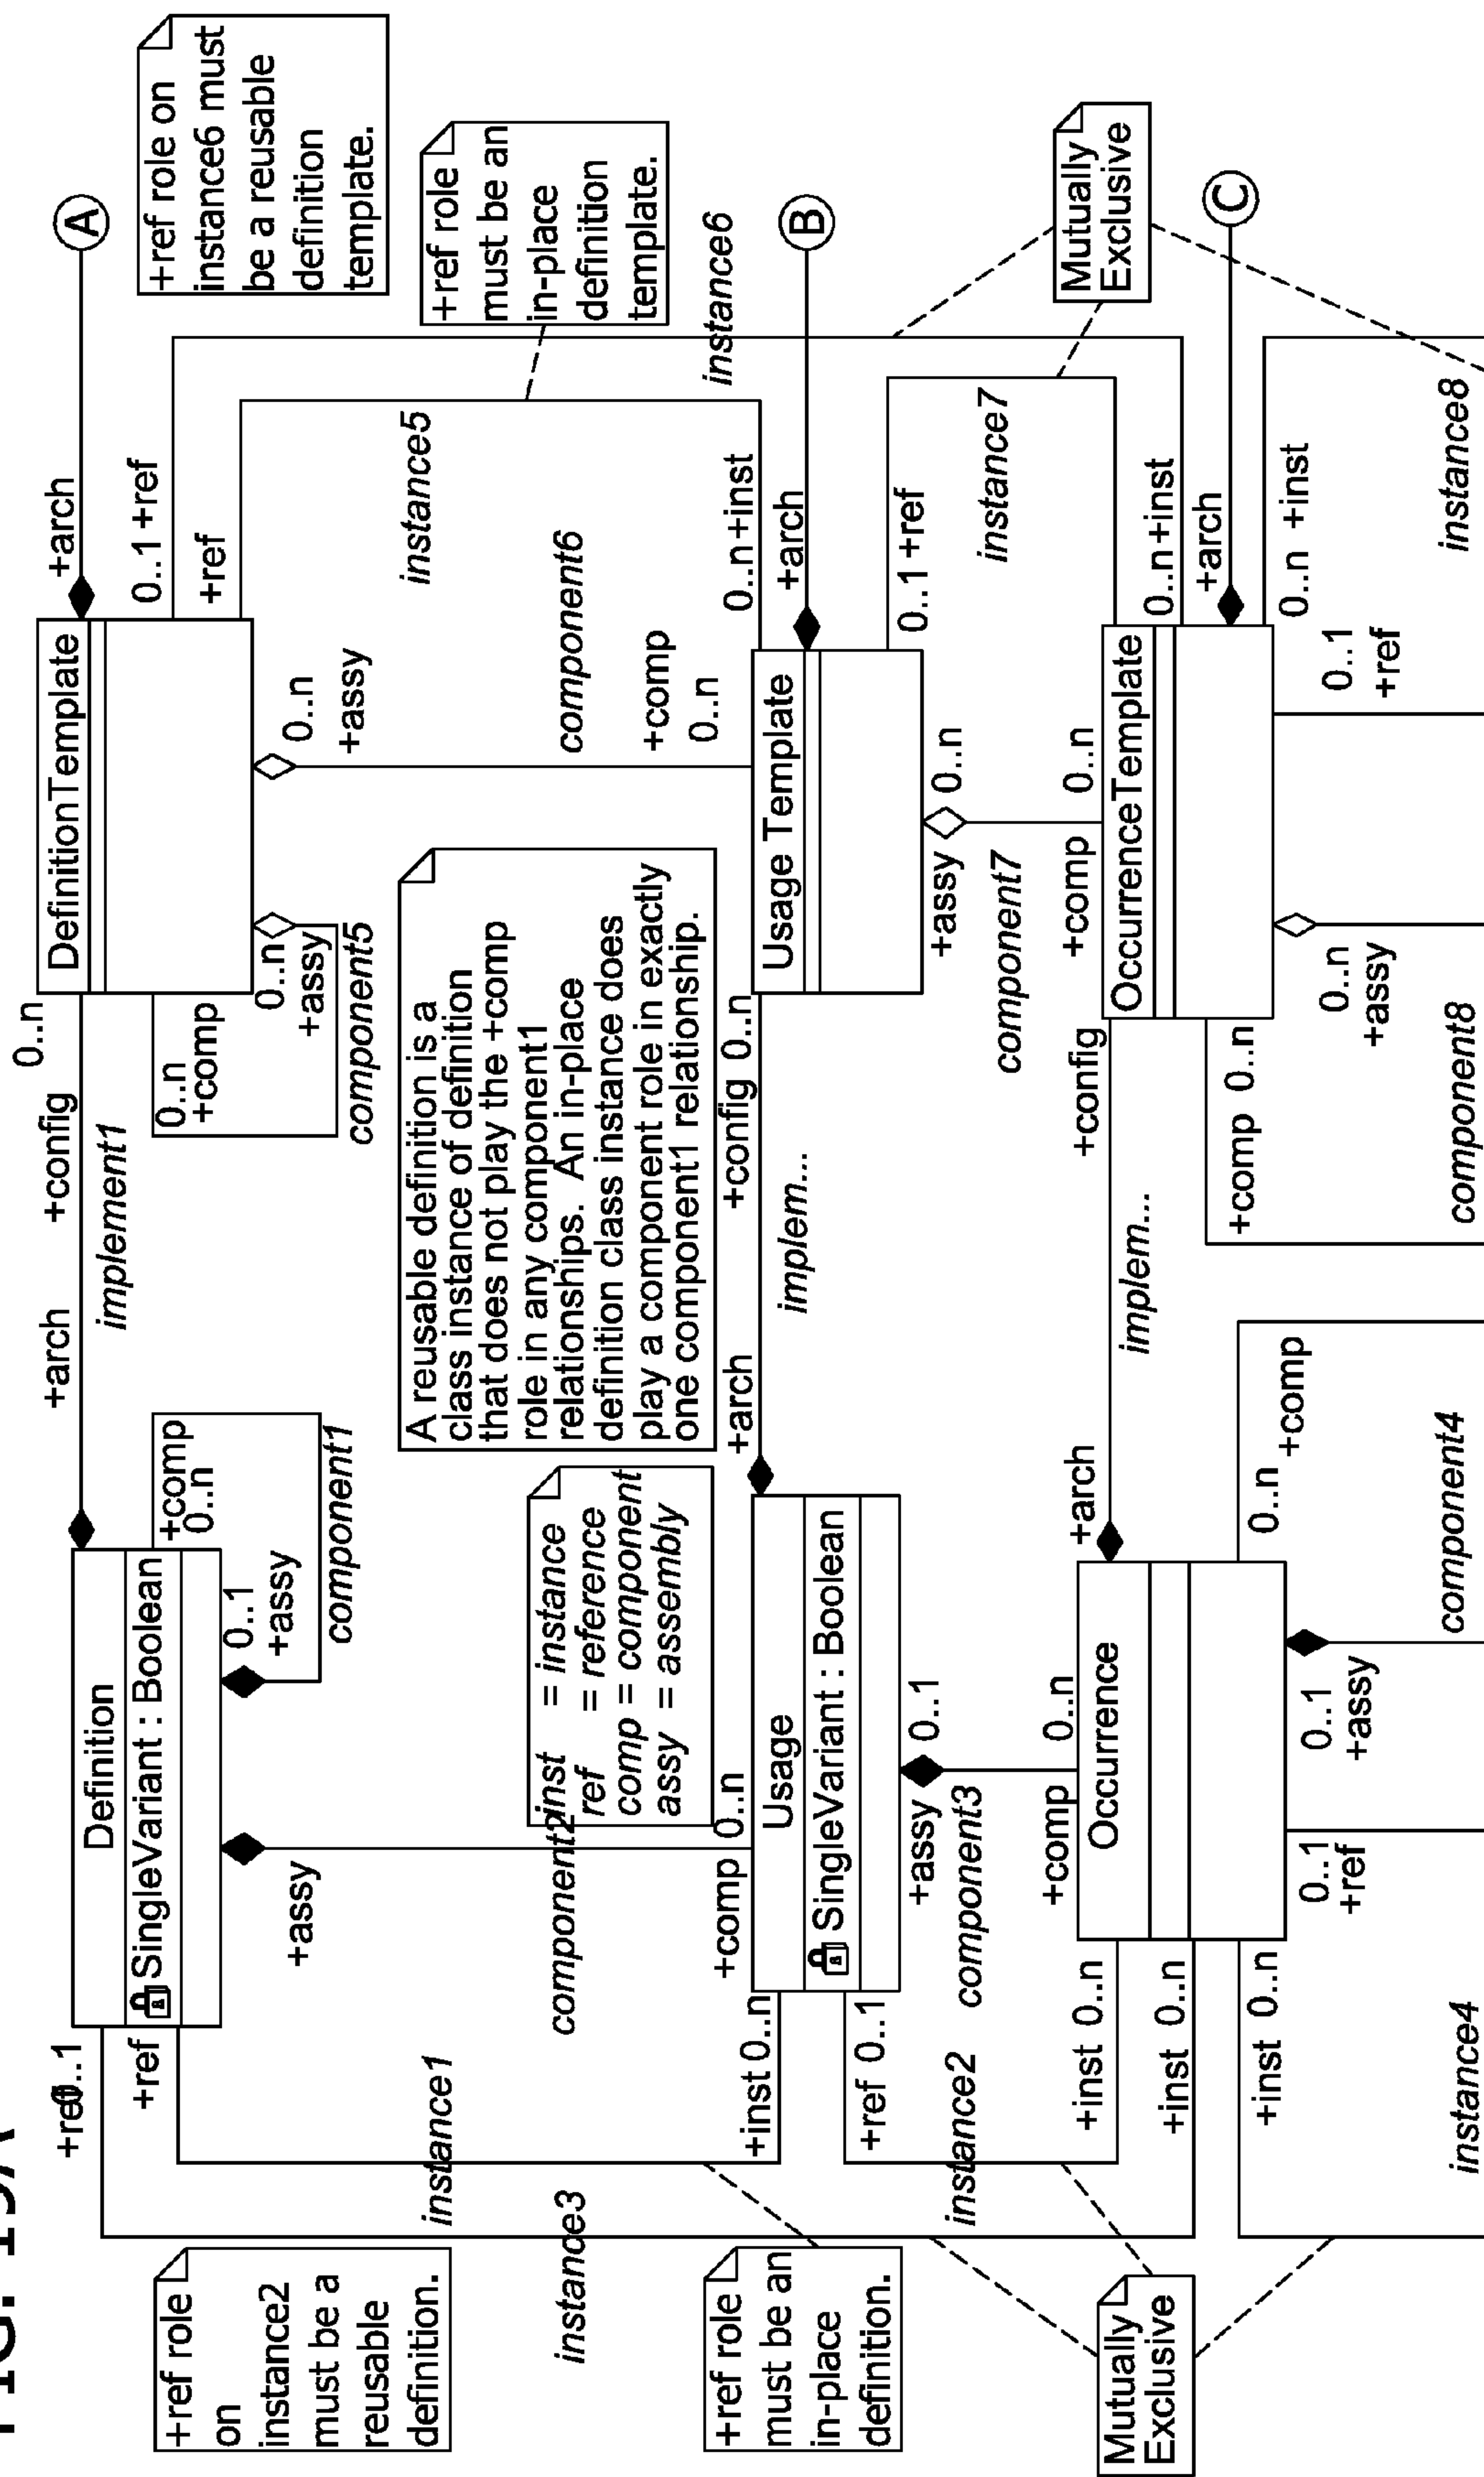 +ref role
on
instance2
must be a
reusable
definition.
+ref
0..1
+ref
Definition
SingleVariant : Boolean
+comp
0..n
0..1
+assy
component1
+assy
+arch
implement1
+config
0..n
DefinitionTemplate
0..n
+comp
0..n
+assy
component5
0..n
+assy
+arch
A
0..1 +ref
+ref
+ref role on
instance6 must
be a reusable
definition
template.
instance1
instance3
component2
inst = instance
ref = reference
comp = component
assy = assembly
A reusable definition is a
class instance of definition
that does not play the +comp
role in any component1
relationships. An in-place
definition class instance does
play a component role in exactly
one component1 relationship.
component6
instance5
+ref role
must be an
in-place
definition
template.
instance6
+ref role
must be an
in-place
definition.
+inst 0..n
+comp
0..n
Usage
SingleVariant : Boolean
+ref 0..1
+assy
0..1
+arch
implem...
+config 0..n
+comp
0..n
Usage Template
0..n +inst
+arch
B
0..1 +ref
+assy
0..n
instance2
component3
component7
instance7
Mutually
Exclusive
+inst 0..n
+inst 0..n
+inst 0..n
+comp
0..n
Occurrence
0..1
+ref
0..1
+assy
+arch
implem...
+config
0..n
+comp
+comp
0..n
OccurrenceTemplate
+comp 0..n
0..n
+assy
0..n +inst
+arch
C
0..n +inst
0..1
+ref
Mutually
Exclusive
instance4
component4
component8
instance8